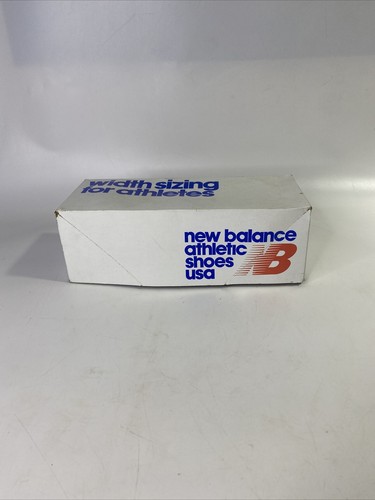 width sizing
for athletes
new balance
athletic
shoes
usa
NB